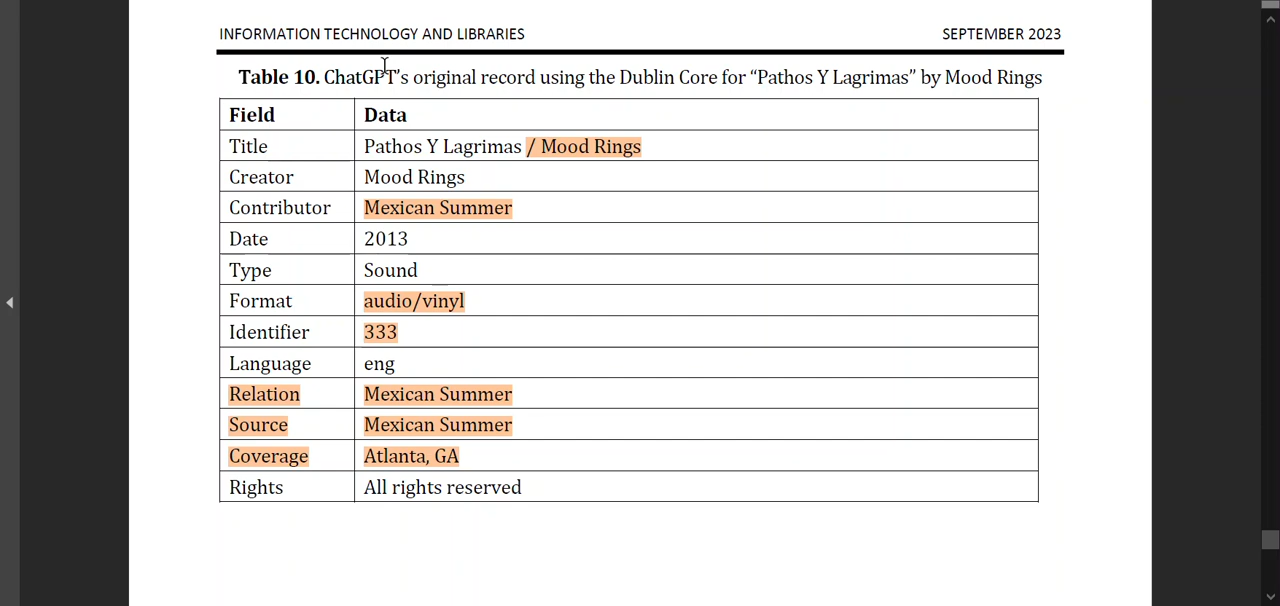 INFORMATION TECHNOLOGY AND LIBRARIES SEPTEMBER 2023
Table 10. ChatGPT’s original record using the Dublin Core for “Pathos Y Lagrimas” by Mood Rings
Field Data
Title Pathos Y Lagrimas / Mood Rings
Creator Mood Rings
Contributor Mexican Summer
Date 2013
Type Sound
Format audio/vinyl
Identifier 333
Language eng
Relation Mexican Summer
Source Mexican Summer
Coverage Atlanta, GA
Rights All rights reserved